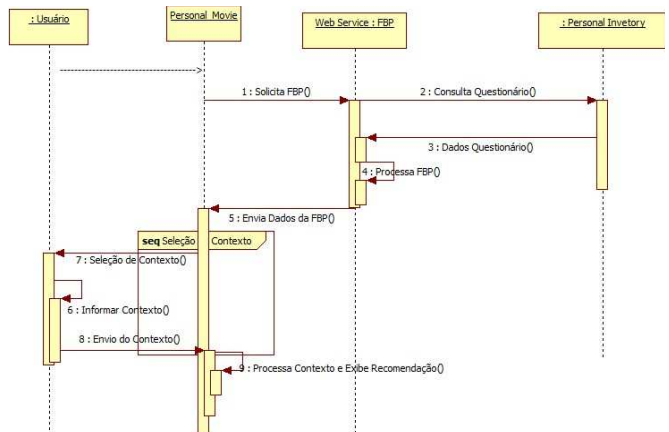 : Usuário
Personal Movie
Web Service : FBP
: Personal Invetory
1 : Solicita FBP()
2 : Consulta Questionário()
3 : Dados Questionário()
4 : Processa FBP()
5 : Envia Dados da FBP()
seq Seleção Contexto
7 : Seleção de Contexto()
6 : Informar Contexto()
8 : Envio do Contexto()
9 : Processa Contexto e Exibe Recomendação()